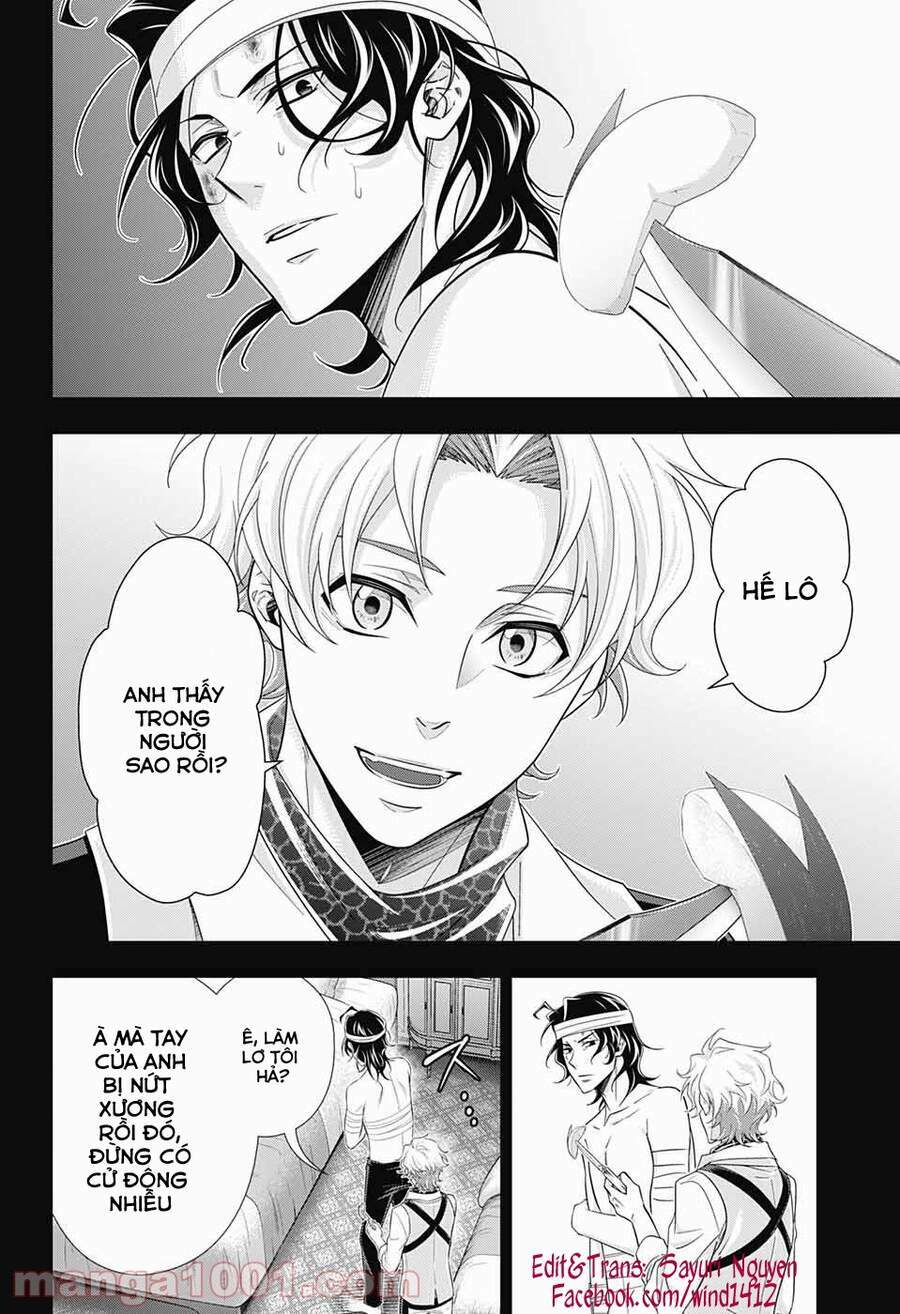 HẾ LÔ
ANH THẤY
TRONG
NGƯỜI
SAO RỒI?
Ê, LÀM
LƠ TÔI
HẢ?
À MÀ TAY
CỦA ANH
BỊ NỨT
XƯƠNG
RỒI ĐÓ,
ĐỪNG CÓ
CỬ ĐỘNG
NHIỀU
Edit&Trans: Sayuri Nguyen
Facebook.com/wind1412
manga1001.com